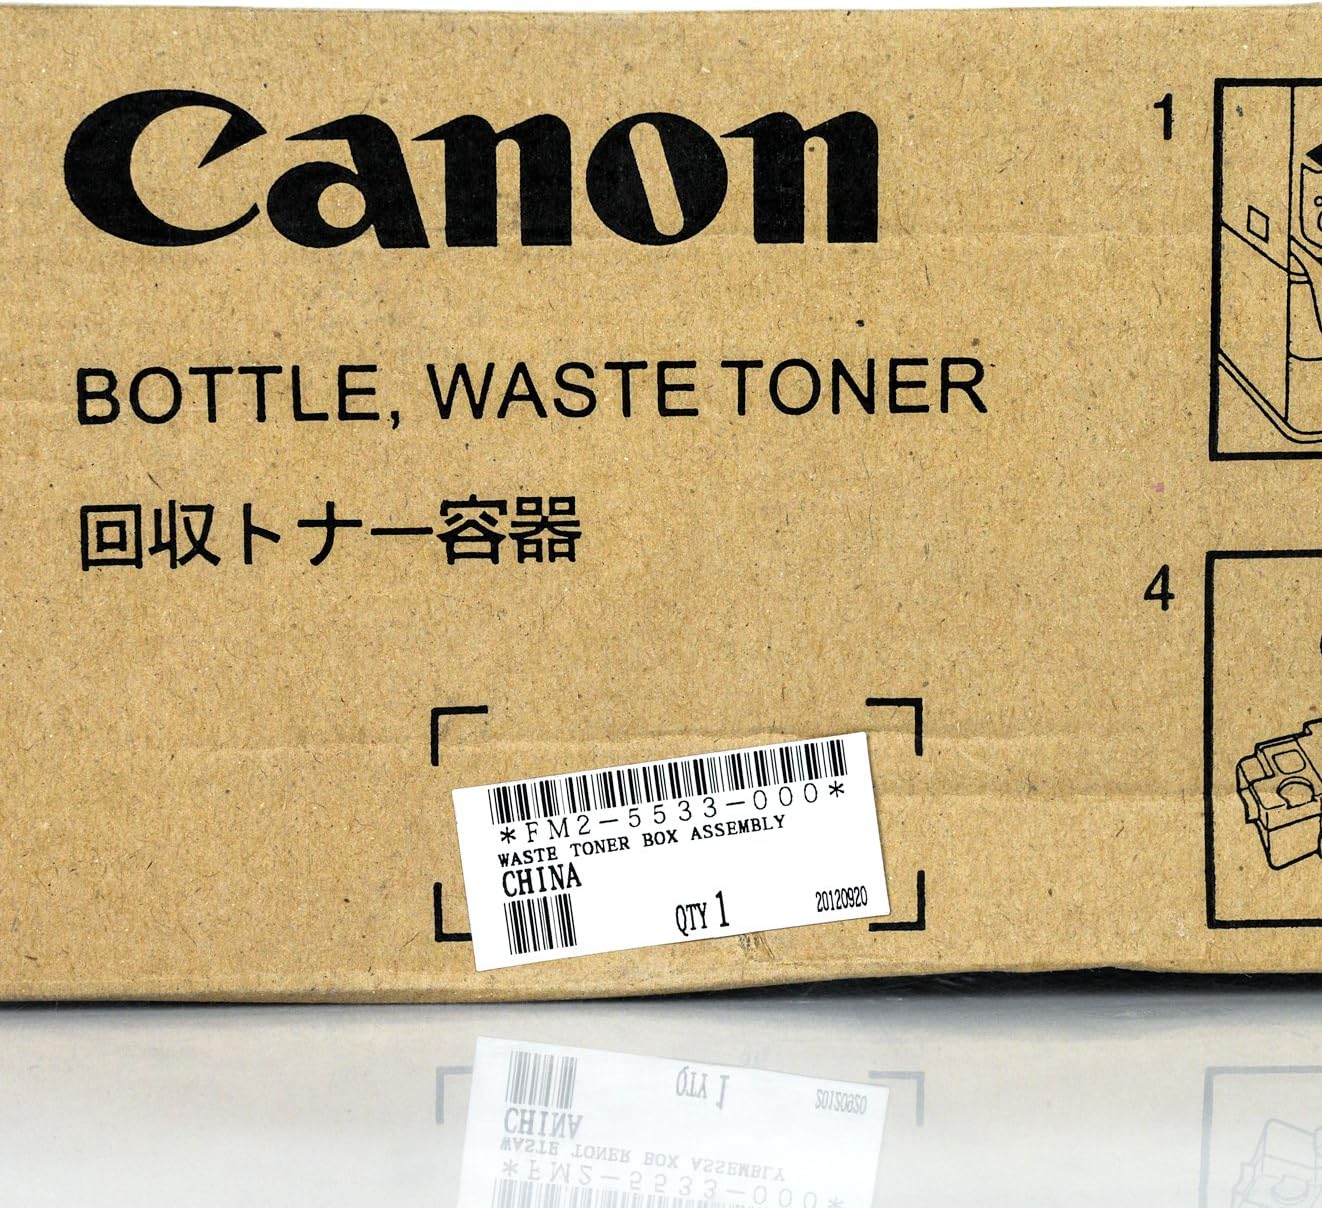 Canon
BOTTLE, WASTE TONER
回収トナー容器
1
4
*FM2-5533-000*
WASTE TONER BOX ASSEMBLY
CHINA
QTY 1
20120920